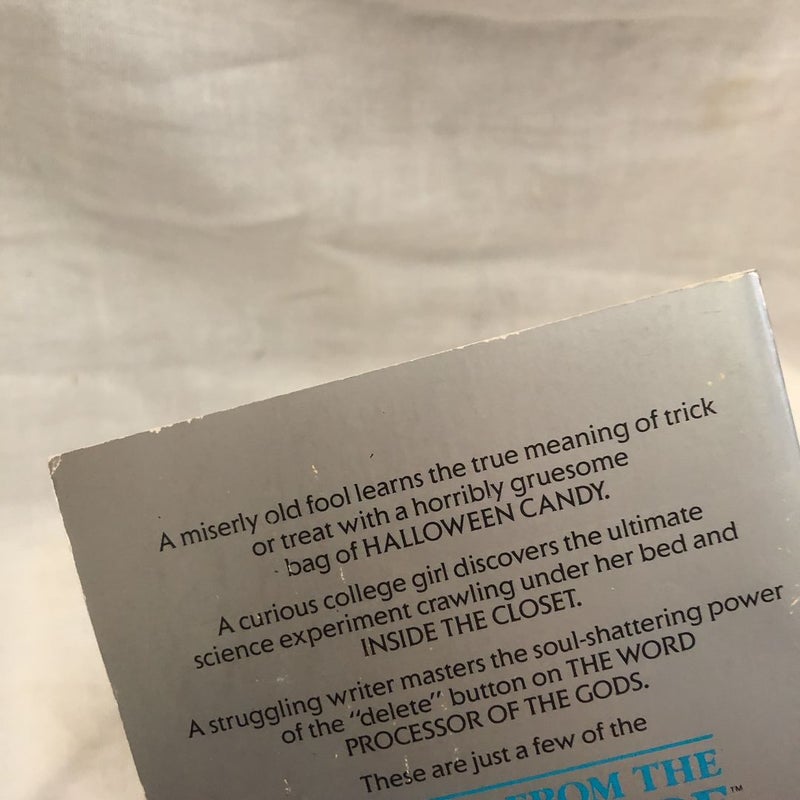 A miserly old fool learns the true meaning of trick
or treat with a horribly gruesome
bag of HALLOWEEN CANDY.
A curious college girl discovers the ultimate
science experiment crawling under her bed and
INSIDE THE CLOSET.
A struggling writer masters the soul-shattering power
of the "delete" button on THE WORD
PROCESSOR OF THE GODS.
These are just a few of the
FROM THE
™